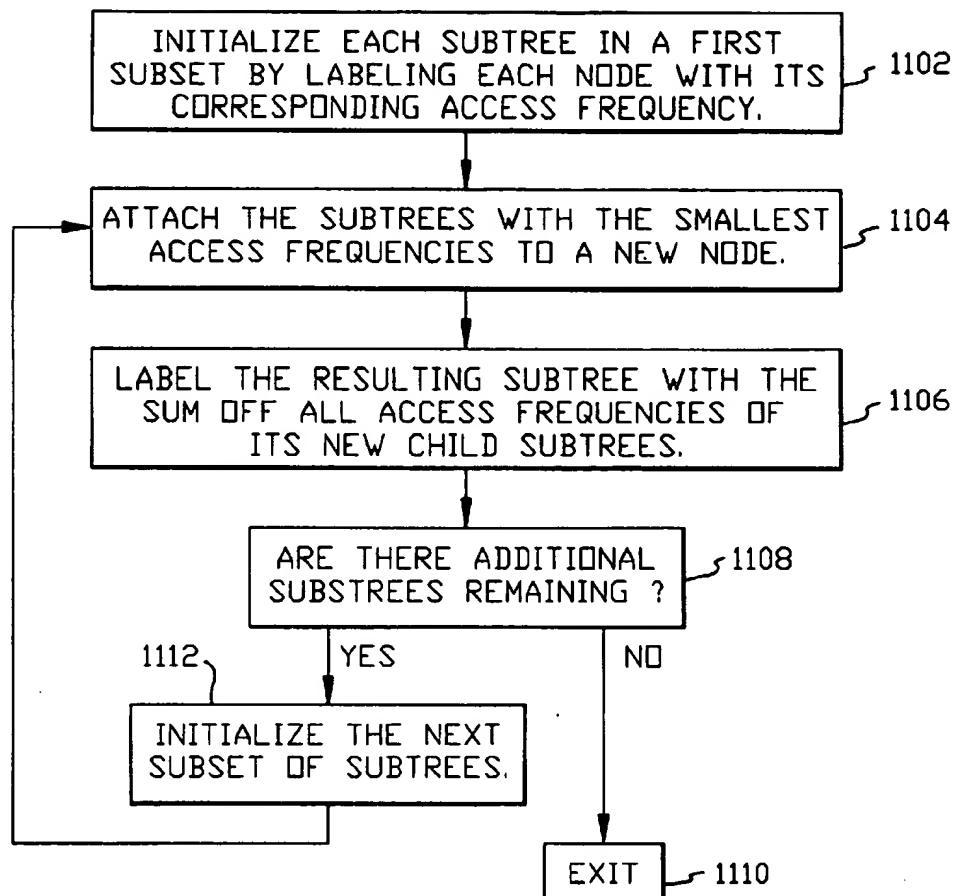 INITIALIZE EACH SUBTREE IN A FIRST
SUBSET BY LABELING EACH NODE WITH ITS
CORRESPONDING ACCESS FREQUENCY.
1102
ATTACH THE SUBTREES WITH THE SMALLEST
ACCESS FREQUENCIES TO A NEW NODE.
1104
LABEL THE RESULTING SUBTREE WITH THE
SUM OFF ALL ACCESS FREQUENCIES OF
ITS NEW CHILD SUBTREES.
1106
ARE THERE ADDITIONAL
SUBSTREES REMAINING ?
1108
YES
NO
1112
INITIALIZE THE NEXT
SUBSET OF SUBTREES.
EXIT
1110